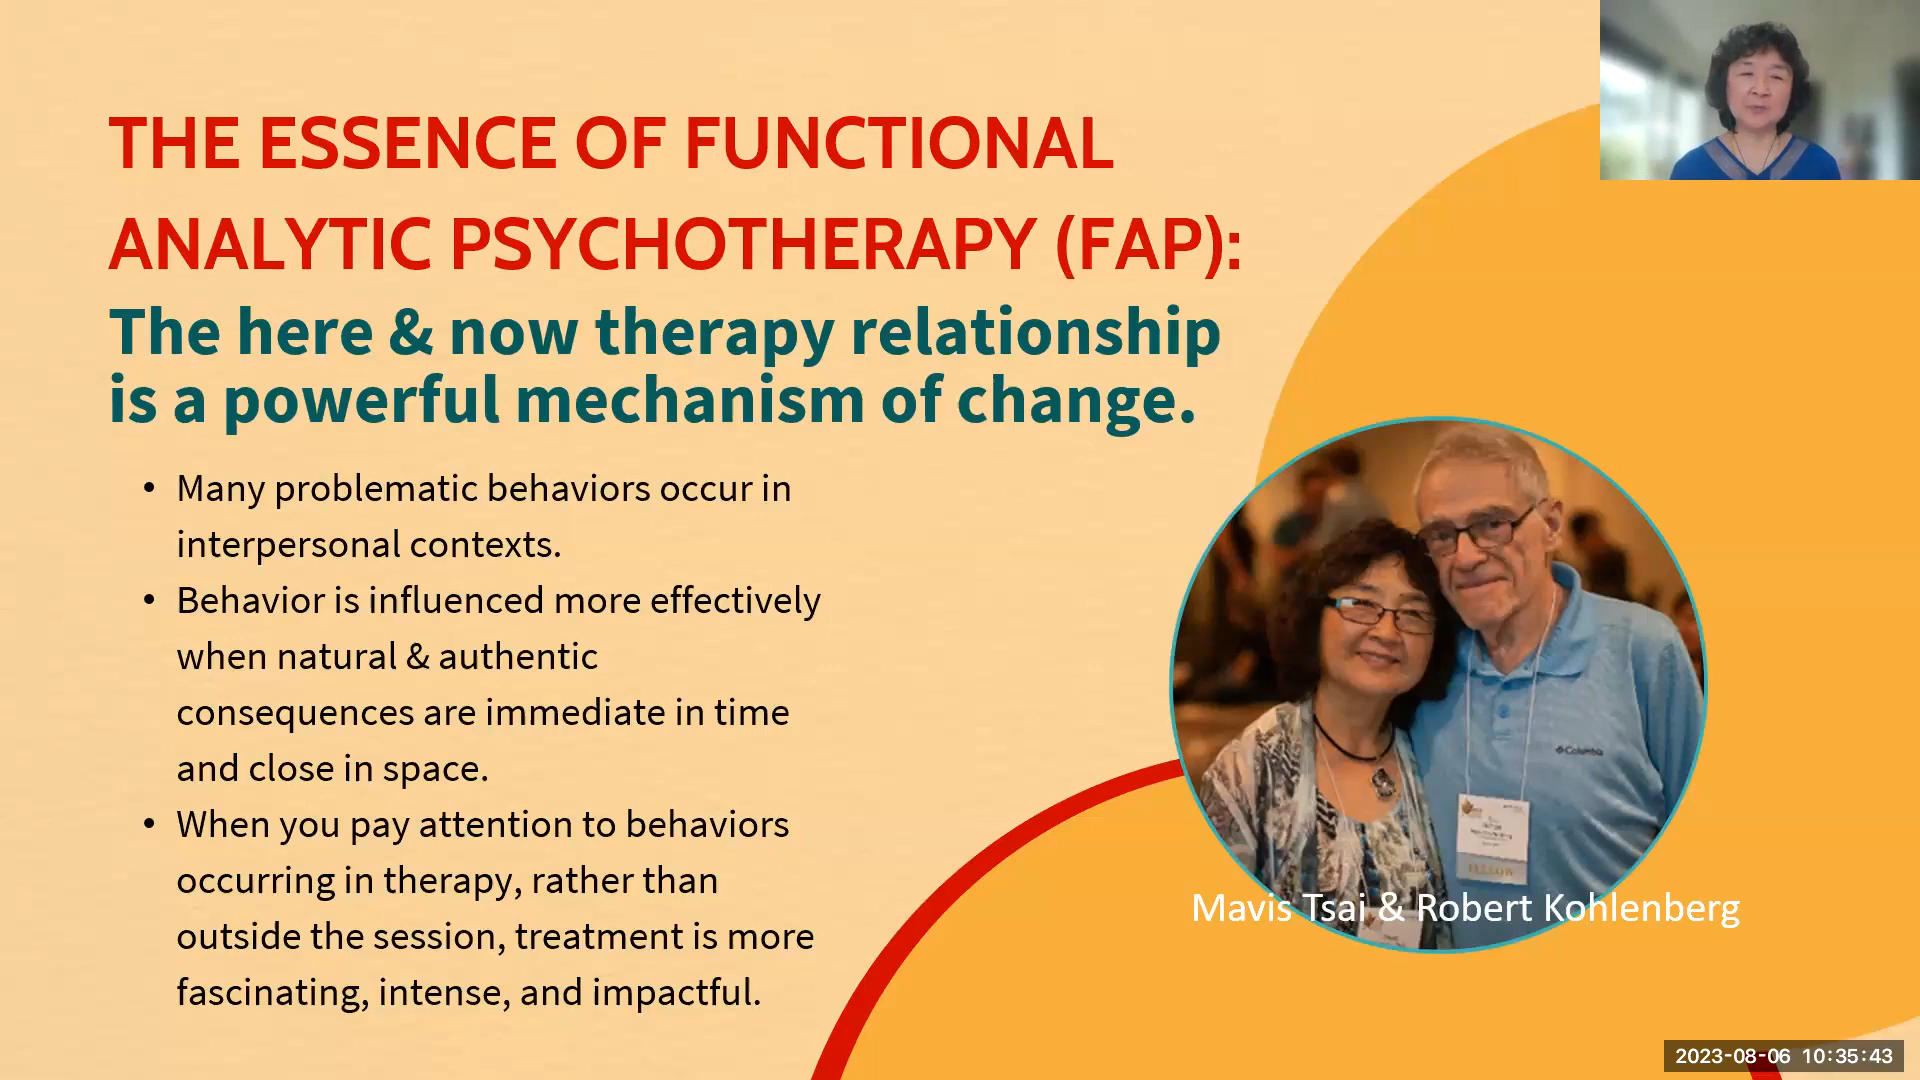 THE ESSENCE OF FUNCTIONAL
ANALYTIC PSYCHOTHERAPY (FAP):
The here & now therapy relationship
is a powerful mechanism of change.
• Many problematic behaviors occur in
interpersonal contexts.
• Behavior is influenced more effectively
when natural & authentic
consequences are immediate in time
and close in space.
• When you pay attention to behaviors
occurring in therapy, rather than
outside the session, treatment is more
fascinating, intense, and impactful.
Columbia
FELLOW
Mavis Tsai & Robert Kohlenberg
2023-08-06 10:35:43